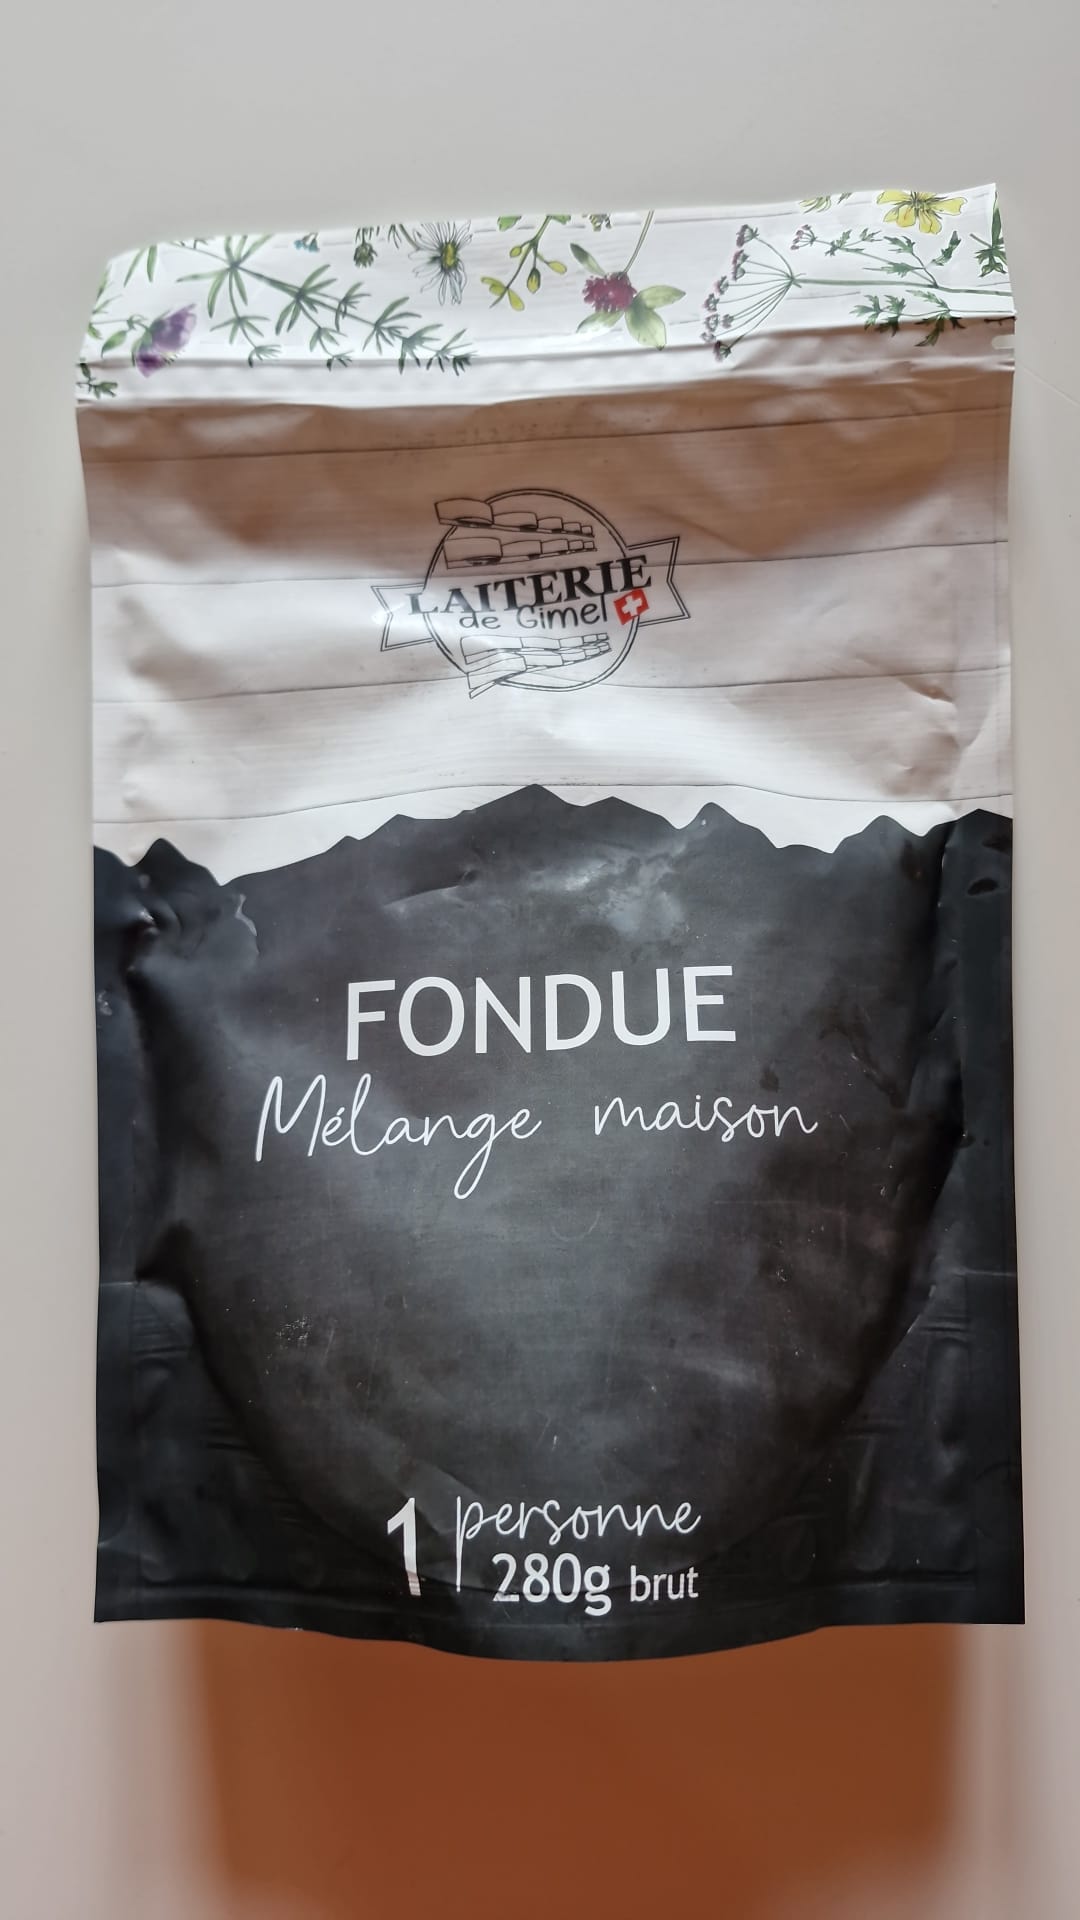 LAITERIE
de Gimel
FONDUE
Mélange maison
1 personne
280g brut